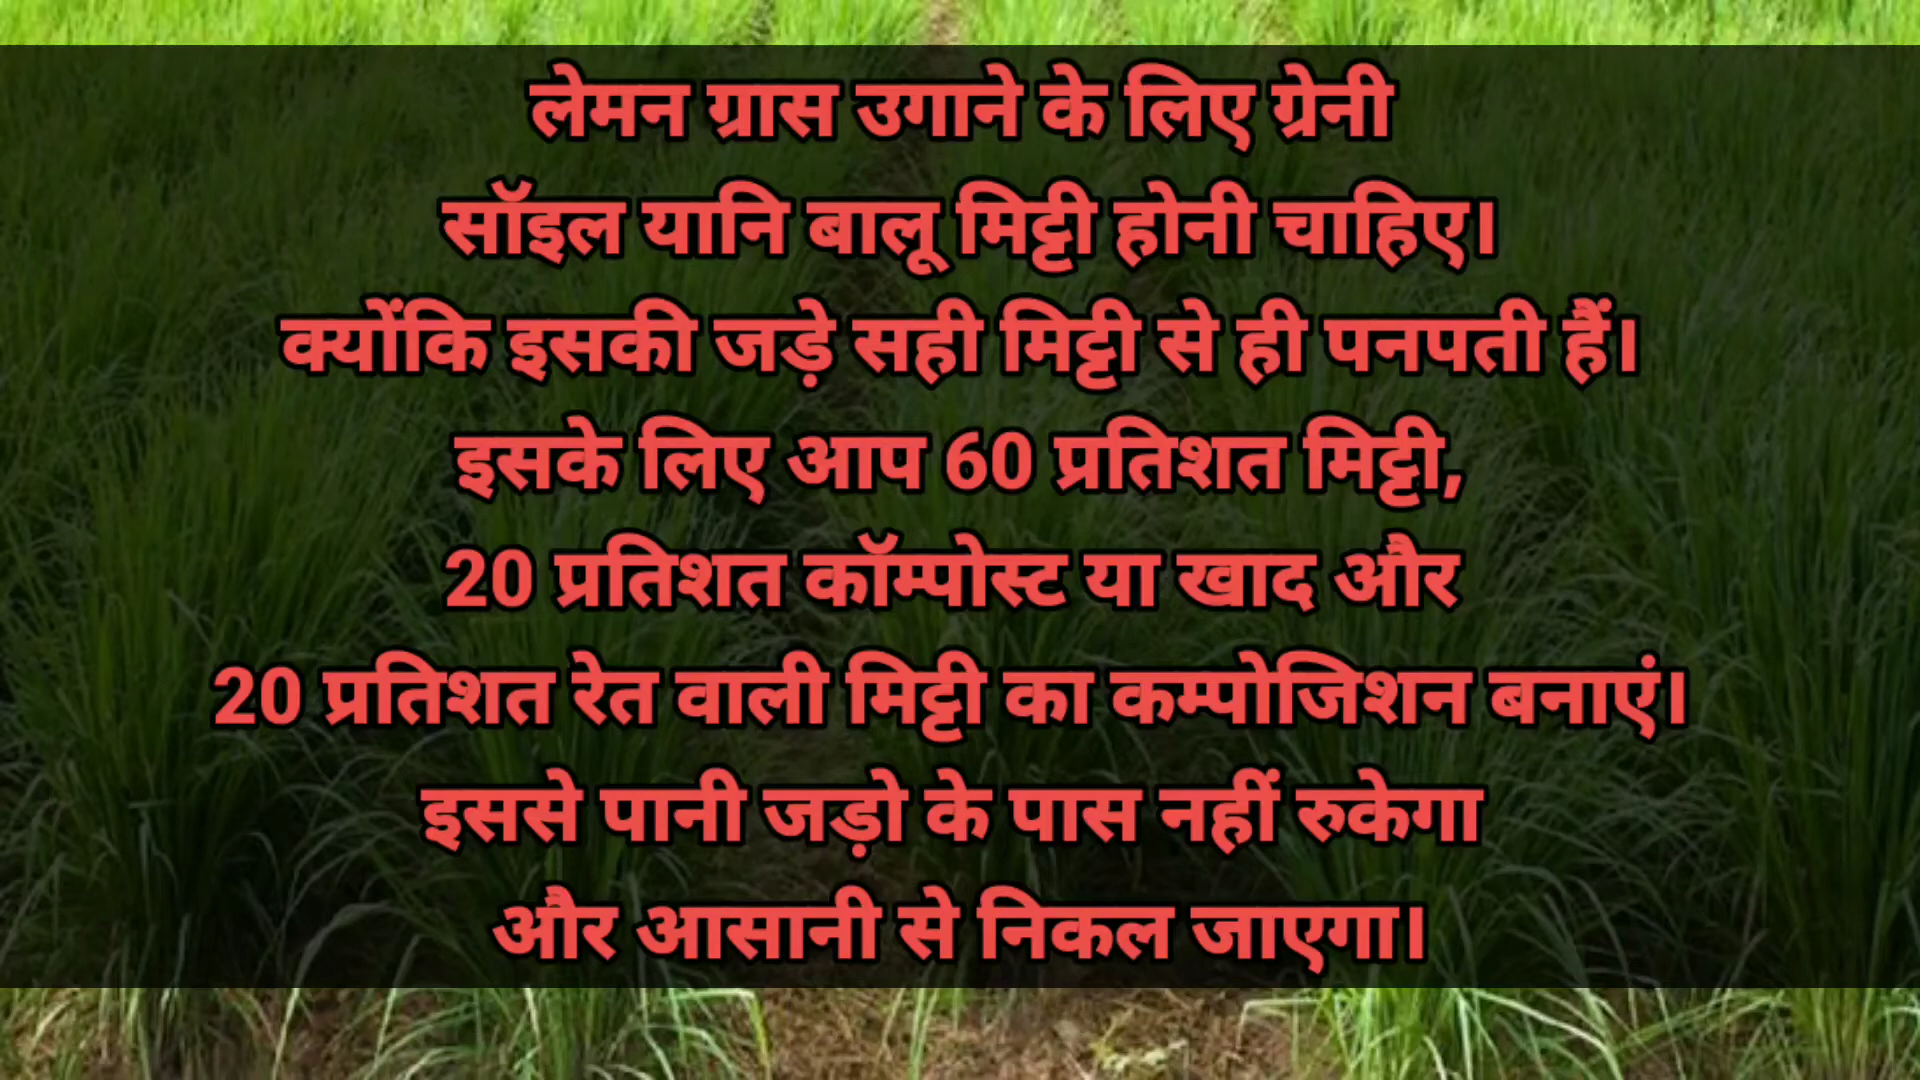 लेमन ग्रास उगाने के लिए ग्रेनी
सॉइल यानि बालू मिट्टी होनी चाहिए।
क्योंकि इसकी जड़े सही मिट्टी से ही पनपती हैं।
इसके लिए आप 60 प्रतिशत मिट्टी,
20 प्रतिशत कॉम्पोस्ट या खाद और
20 प्रतिशत रेत वाली मिट्टी का कम्पोजिशन बनाएं।
इससे पानी जड़ो के पास नहीं रुकेगा
और आसानी से निकल जाएगा।